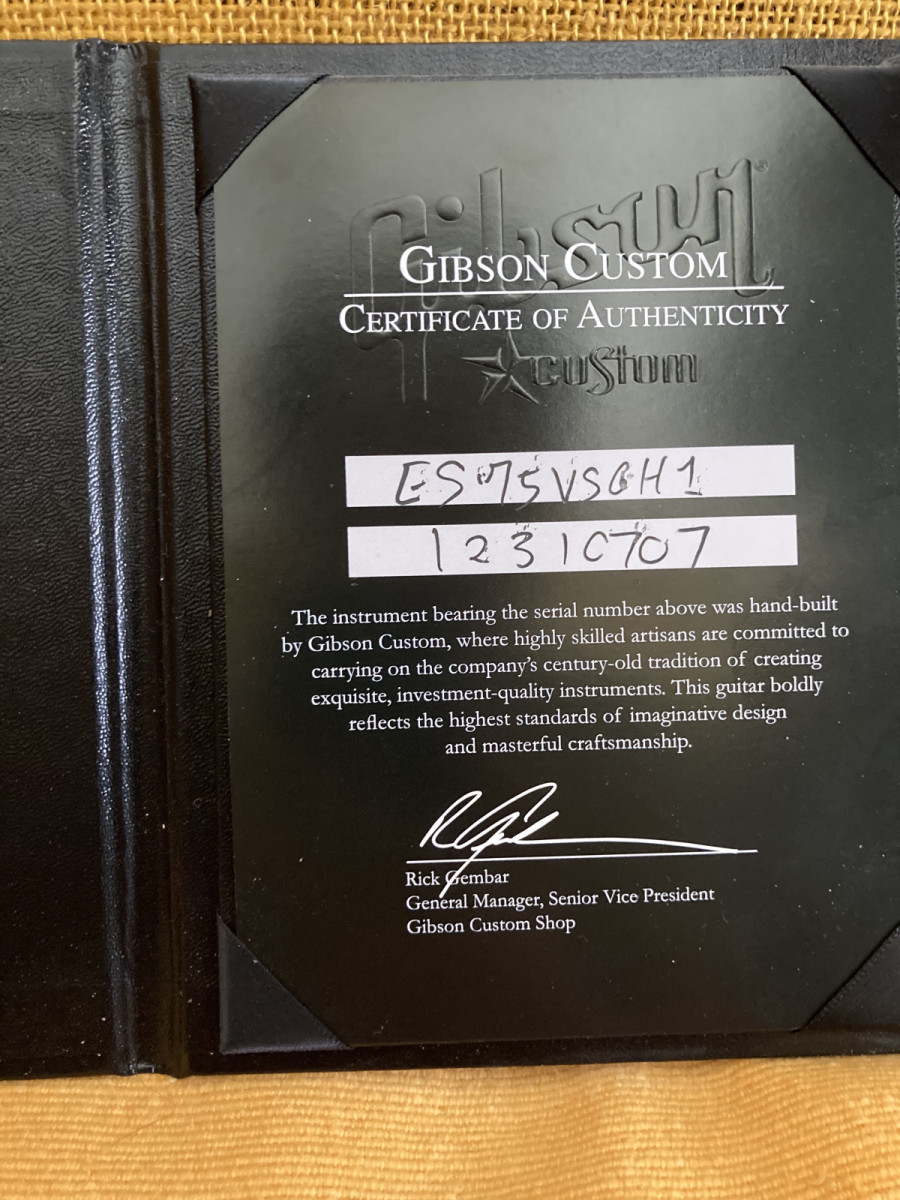 Gibson
GIBSON CUSTOM
CERTIFICATE OF AUTHENTICITY
custom
ES75VSGH1
12310707
The instrument bearing the serial number above was hand-built
by Gibson Custom, where highly skilled artisans are committed to
carrying on the company's century-old tradition of creating
exquisite, investment-quality instruments. This guitar boldly
reflects the highest standards of imaginative design
and masterful craftsmanship.
Rick Gembar
General Manager, Senior Vice President
Gibson Custom Shop